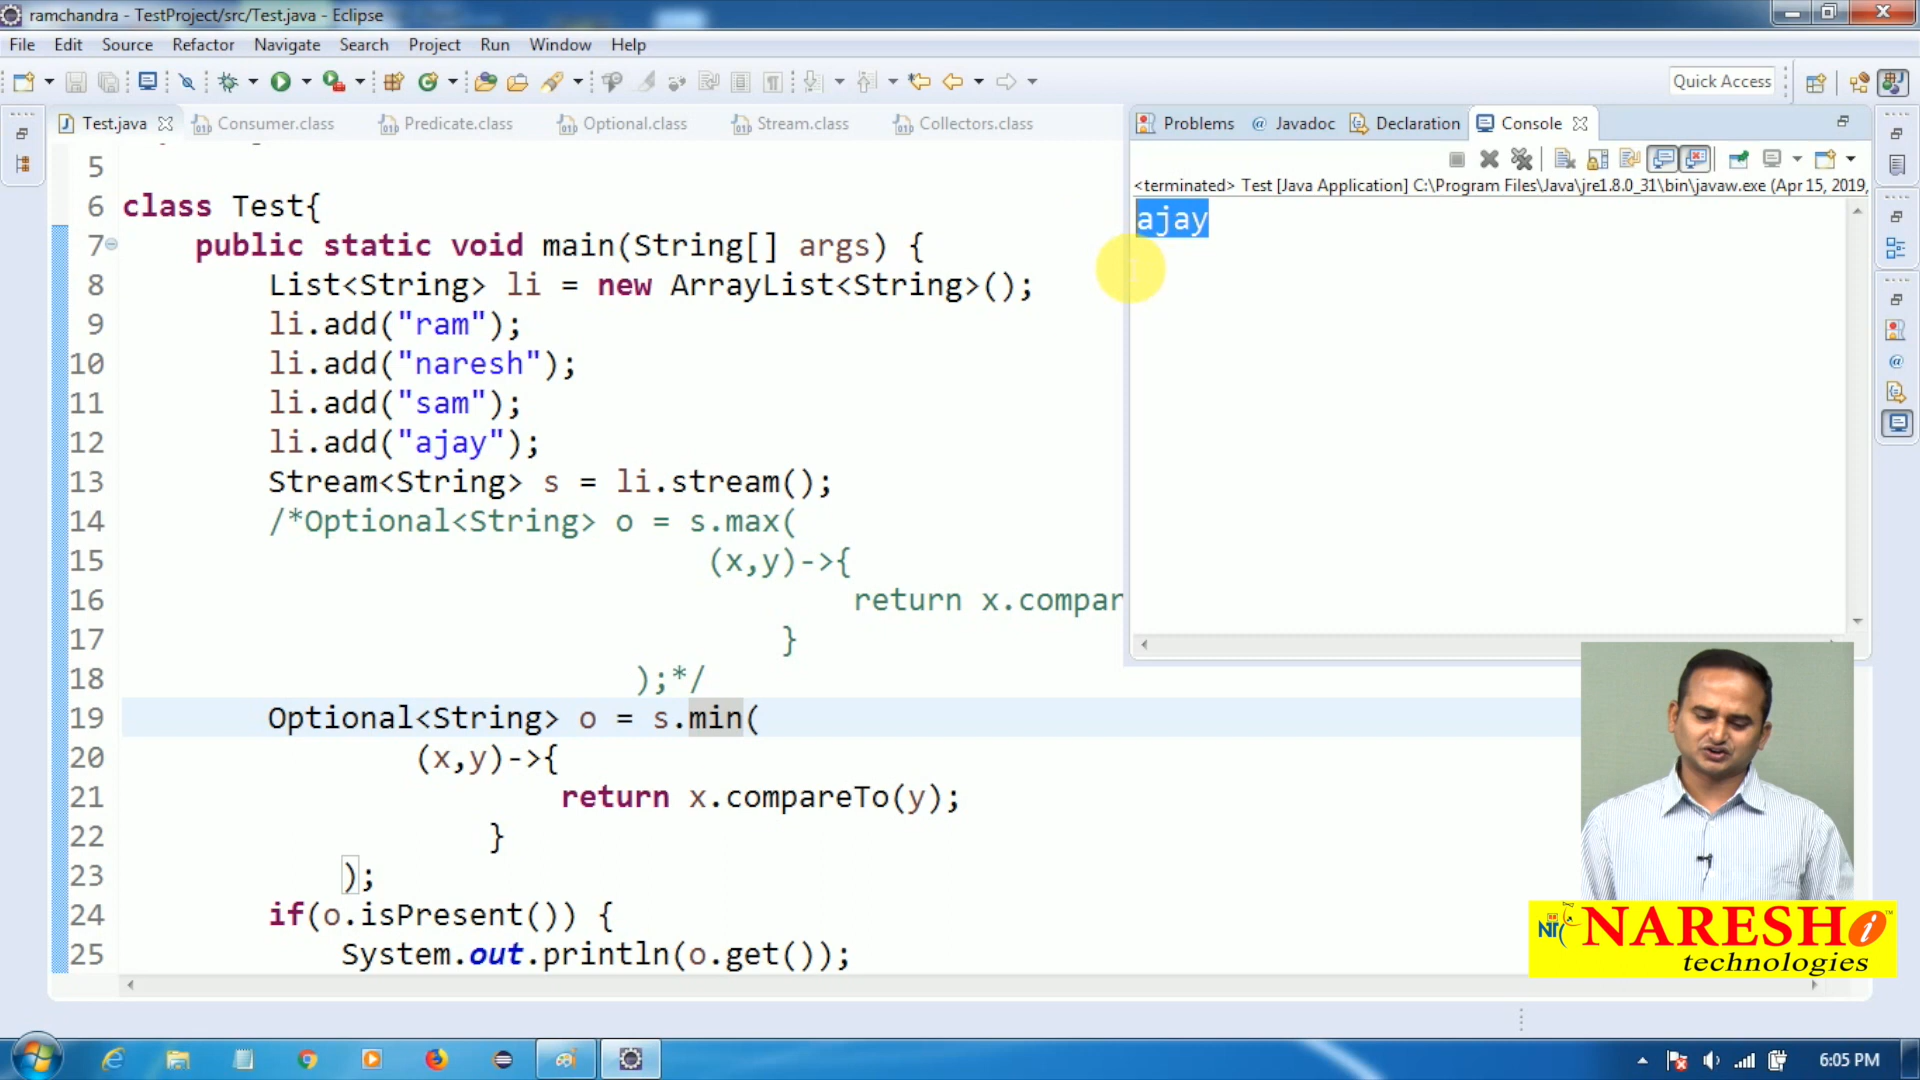 ramchandra - TestProject/src/Test.java - Eclipse
File Edit Source Refactor Navigate Search Project Run Window Help
Quick Access
Test.java Consumer.class Predicate.class Optional.class Stream.class Collectors.class
Problems @ Javadoc Declaration Console
<terminated> Test [Java Application] C:\Program Files\Java\jre1.8.0_31\bin\javaw.exe (Apr 15, 2019,
ajay
5
6 class Test{
7 public static void main(String[] args) {
8 List<String> li = new ArrayList<String>();
9 li.add("ram");
10 li.add("naresh");
11 li.add("sam");
12 li.add("ajay");
13 Stream<String> s = li.stream();
14 /*Optional<String> o = s.max(
15 (x,y)->{
16 return x.compar
17 }
18 );*/
19 Optional<String> o = s.min(
20 (x,y)->{
21 return x.compareTo(y);
22 }
23 );
24 if(o.isPresent()) {
25 System.out.println(o.get());
NARESH i
technologies
6:05 PM